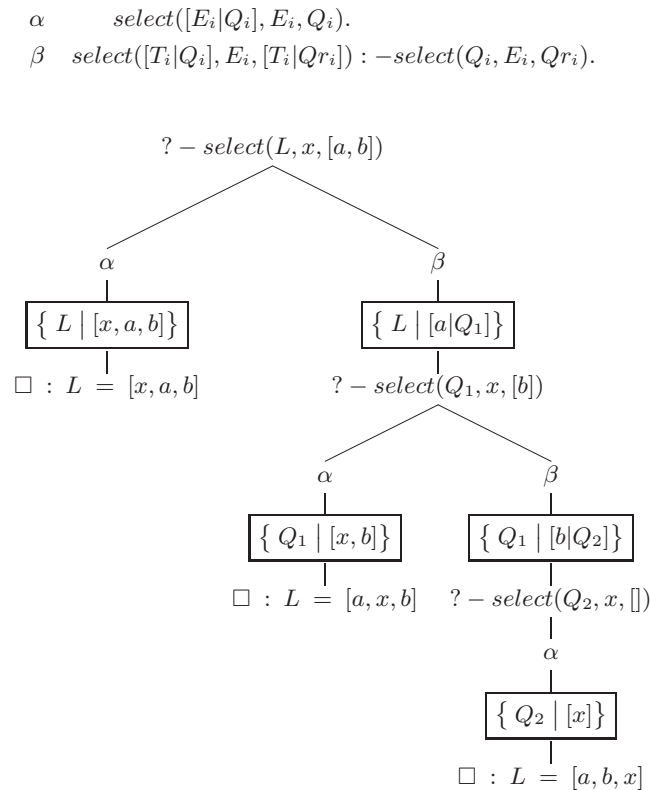 α select([E_i|Q_i], E_i, Q_i).
β select([T_i|Q_i], E_i, [T_i|Qr_i]) : −select(Q_i, E_i, Qr_i).
? − select(L, x, [a, b])
α β
{ L | [x, a, b]} { L | [a|Q_1]}
□ : L = [x, a, b] ? − select(Q_1, x, [b])
α β
{ Q_1 | [x, b]} { Q_1 | [b|Q_2]}
□ : L = [a, x, b] ? − select(Q_2, x, [])
α
{ Q_2 | [x]}
□ : L = [a, b, x]